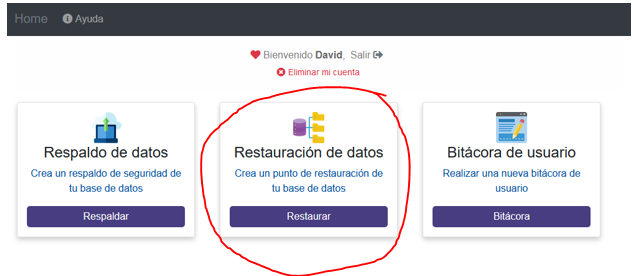 Home Ayuda
Bienvenido David, Salir
Eliminar mi cuenta
Respaldo de datos
Crea un respaldo de seguridad de
tu base de datos
Respaldar
Restauración de datos
Crea un punto de restauración de
tu base de datos
Restaurar
Bitácora de usuario
Realizar una nueva bitácora de
usuario
Bitácora